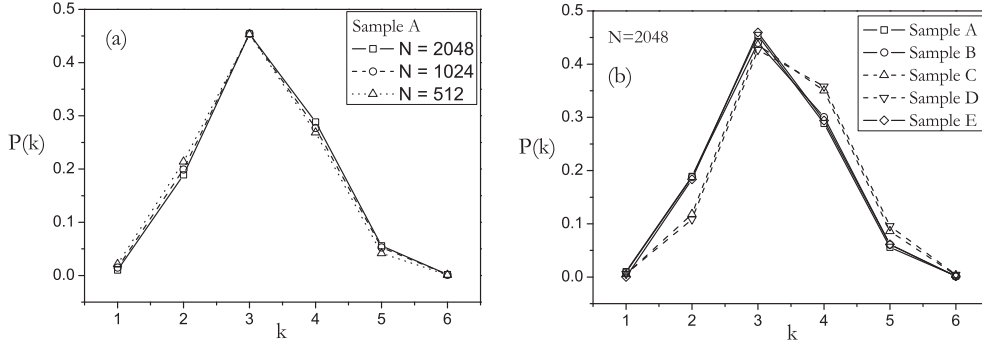 (a)
Sample A
N = 2048
N = 1024
N = 512
P(k)
0.5
0.4
0.3
0.2
0.1
0.0
1 2 3 4 5 6
k
N=2048
(b)
Sample A
Sample B
Sample C
Sample D
Sample E
P(k)
0.5
0.4
0.3
0.2
0.1
0.0
1 2 3 4 5 6
k